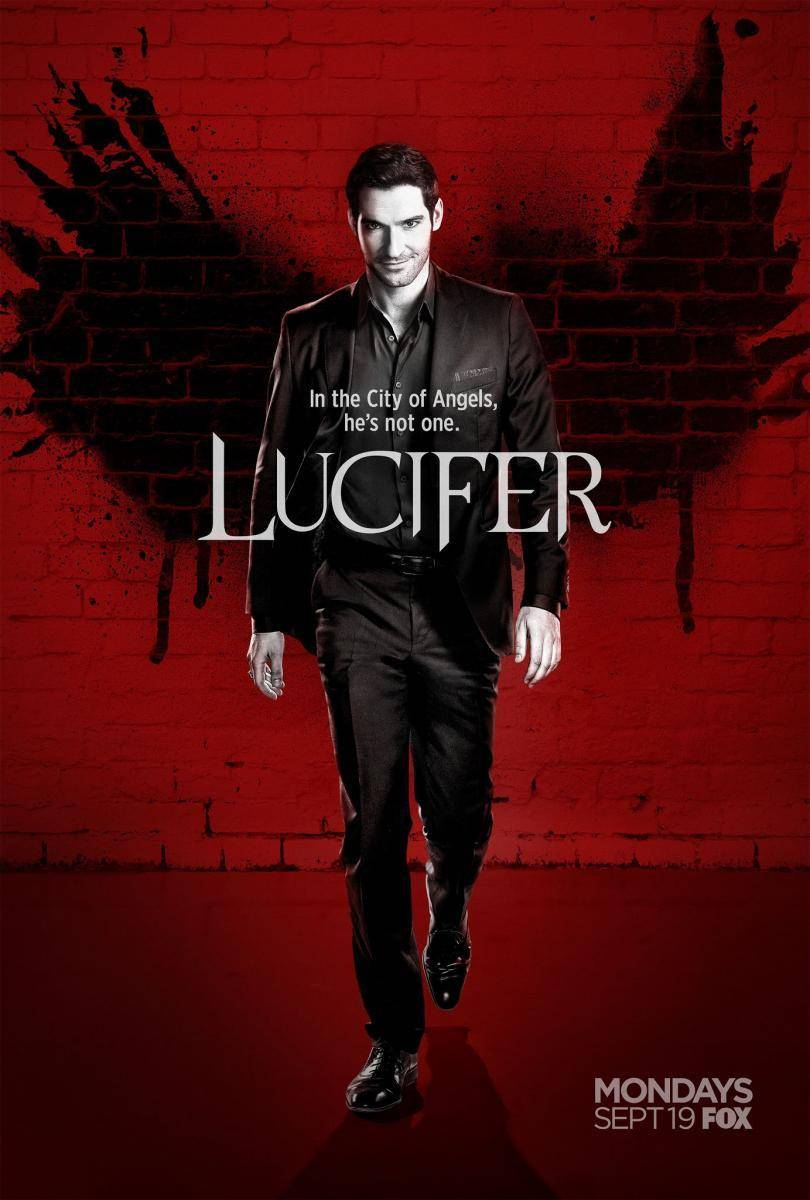 In the City of Angels,
he's not one.
LUCIFER
MONDAYS
SEPT 19 FOX